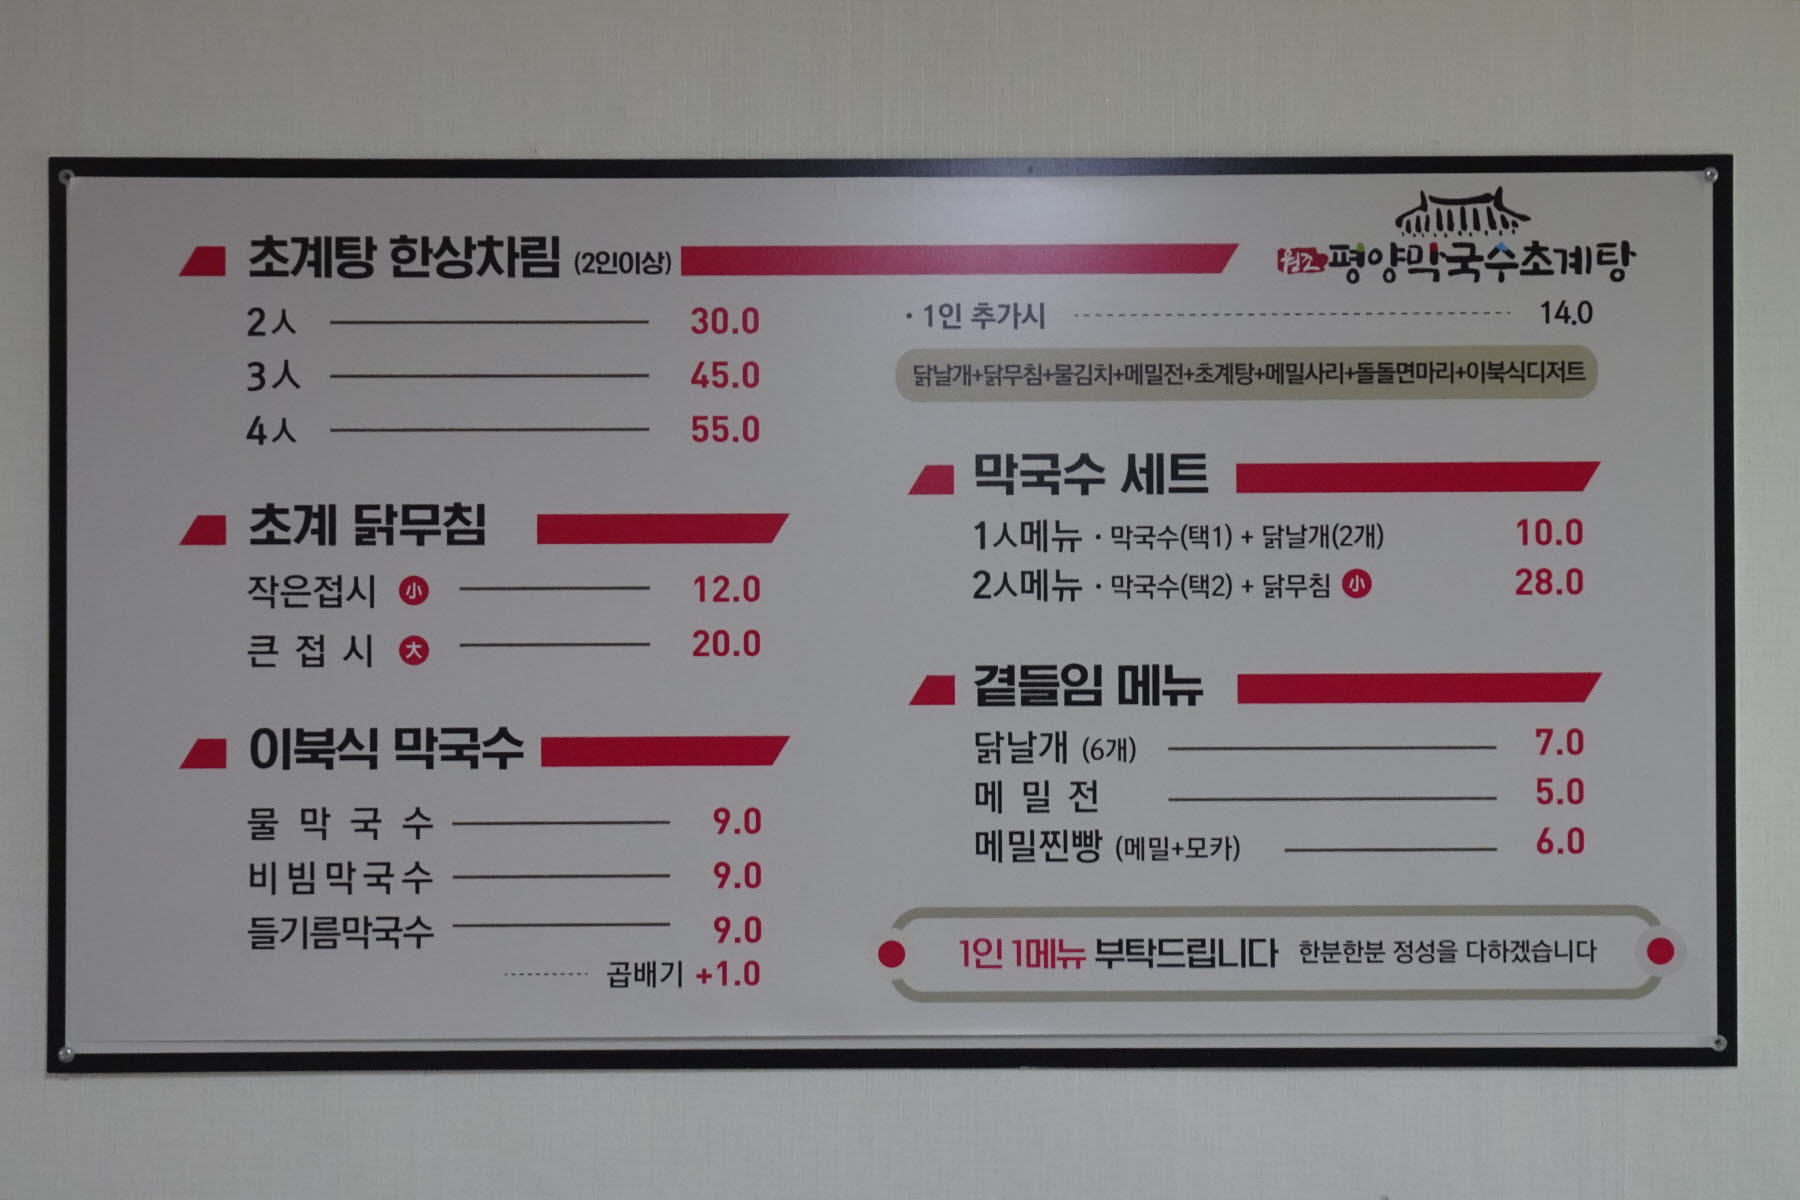 초계탕 한상차림 (2인이상)
2人 30.0
3人 45.0
4人 55.0
초계 닭무침
작은접시 小 12.0
큰접시 大 20.0
이북식 막국수
물막국수 9.0
비빔막국수 9.0
들기름막국수 9.0
곱배기 +1.0
원조 평양막국수초계탕
· 1인 추가시 14.0
닭날개+닭무침+물김치+메밀전+초계탕+메밀사리+돌돌면마리+이북식디저트
막국수 세트
1人메뉴 · 막국수(택1) + 닭날개(2개) 10.0
2人메뉴 · 막국수(택2) + 닭무침 小 28.0
곁들임 메뉴
닭날개 (6개) 7.0
메밀전 5.0
메밀찐빵 (메밀+모카) 6.0
1인 1메뉴 부탁드립니다 한분한분 정성을 다하겠습니다